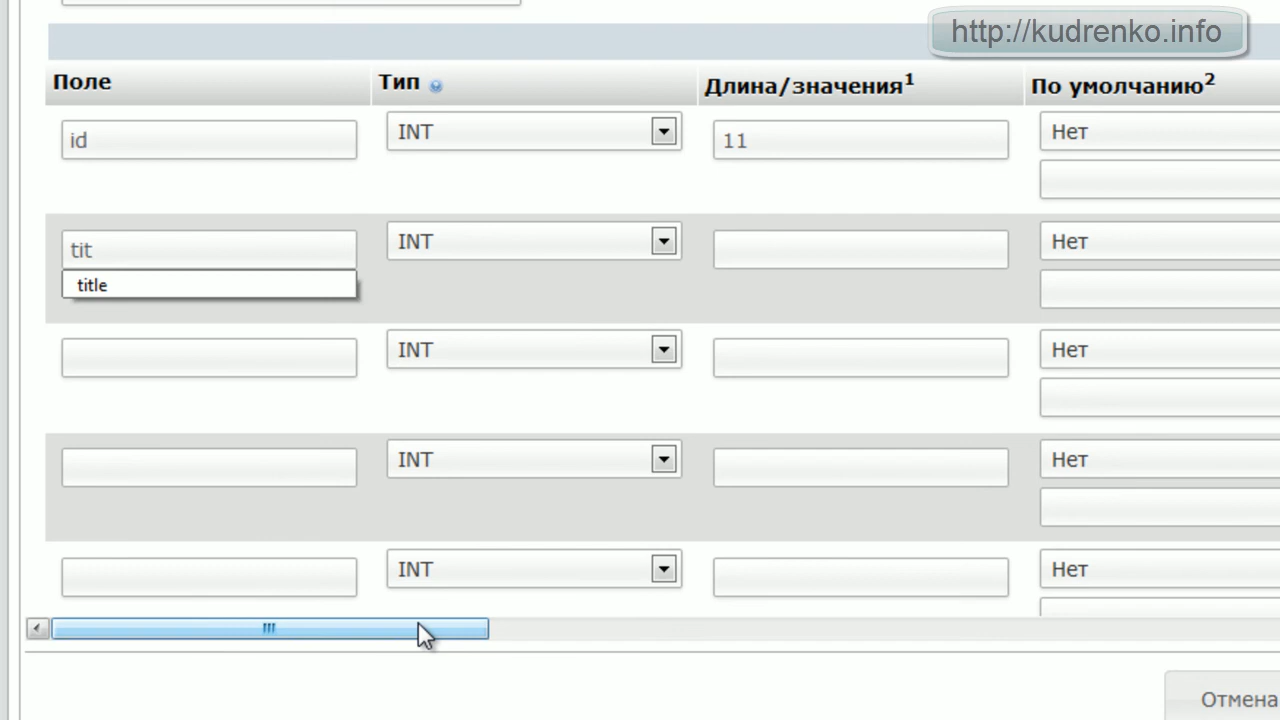 http://kudrenko.info
Поле Тип Длина/значения1 По умолчанию2
id INT 11 Нет
tit INT Нет
title
INT Нет
INT Нет
INT Нет
Отмена